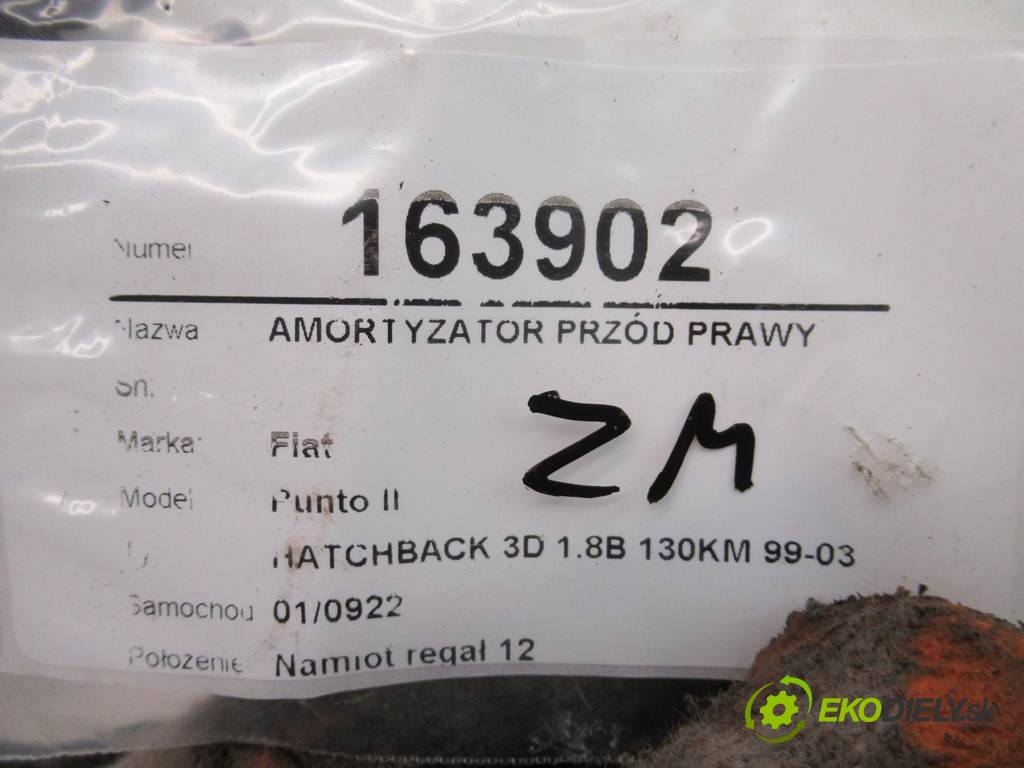 Numer 163902
Nazwa AMORTYZATOR PRZÓD PRAWY
Sn.
ZM
Marka: Fiat
Model Punto II
Ty HATCHBACK 3D 1.8B 130KM 99-03
Samochod 01/0922
Położenie Namiot regał 12
EKODIELY.sk